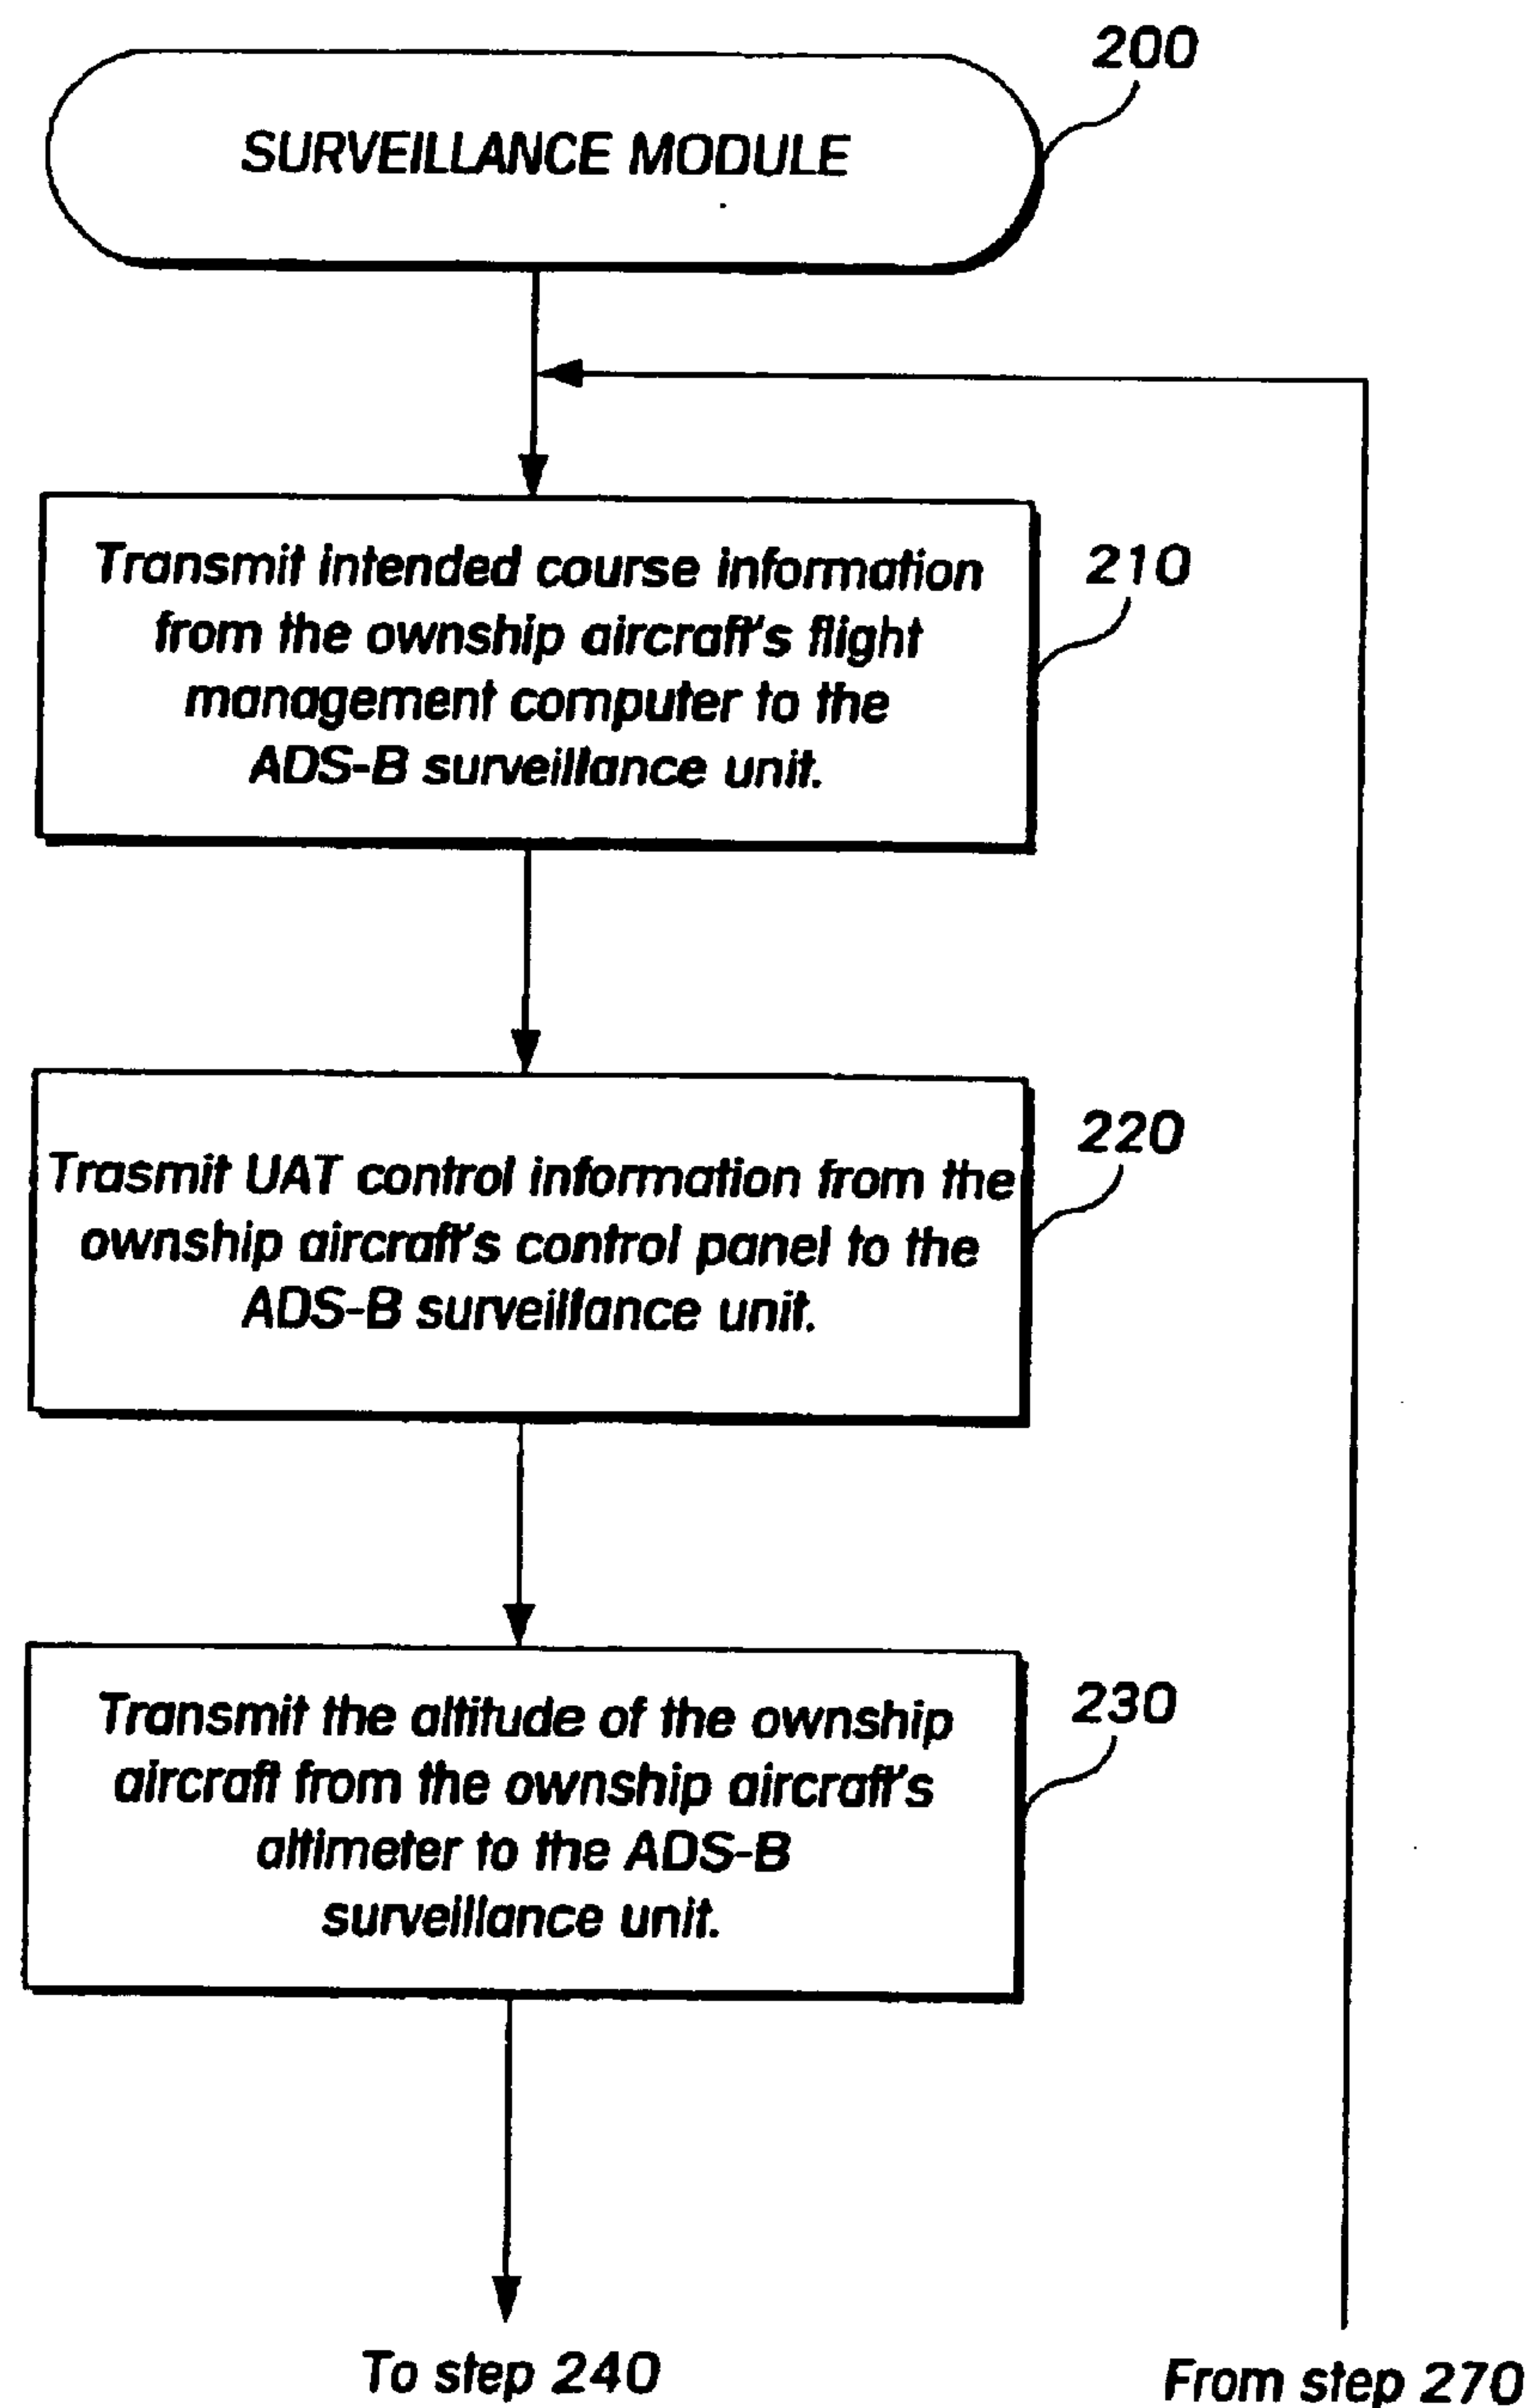 200
SURVEILLANCE MODULE
Transmit intended course information
from the ownship aircraft's flight
management computer to the
ADS-B surveillance unit.
210
Trasmit UAT control information from the
ownship aircraft's control panel to the
ADS-B surveillance unit.
220
Transmit the altitude of the ownship
aircraft from the ownship aircraft's
altimeter to the ADS-B
surveillance unit.
230
To step 240
From step 270